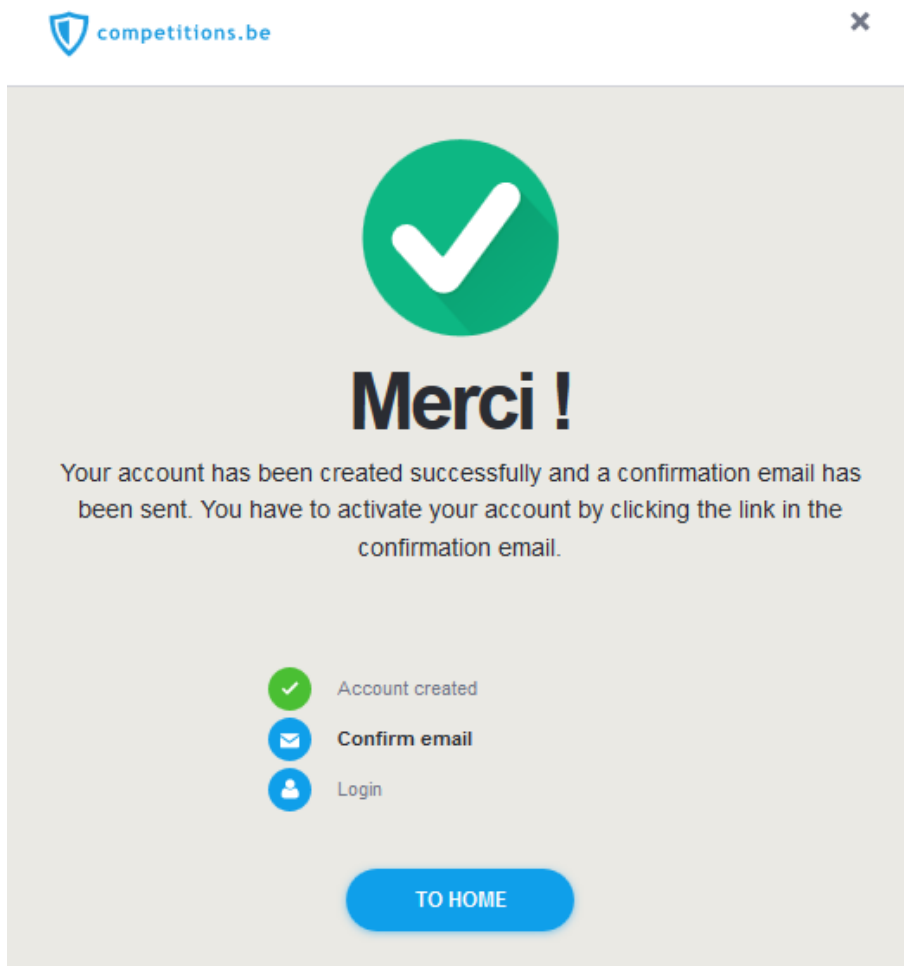 competitions.be
Merci !
Your account has been created successfully and a confirmation email has
been sent. You have to activate your account by clicking the link in the
confirmation email.
Account created
Confirm email
Login
TO HOME